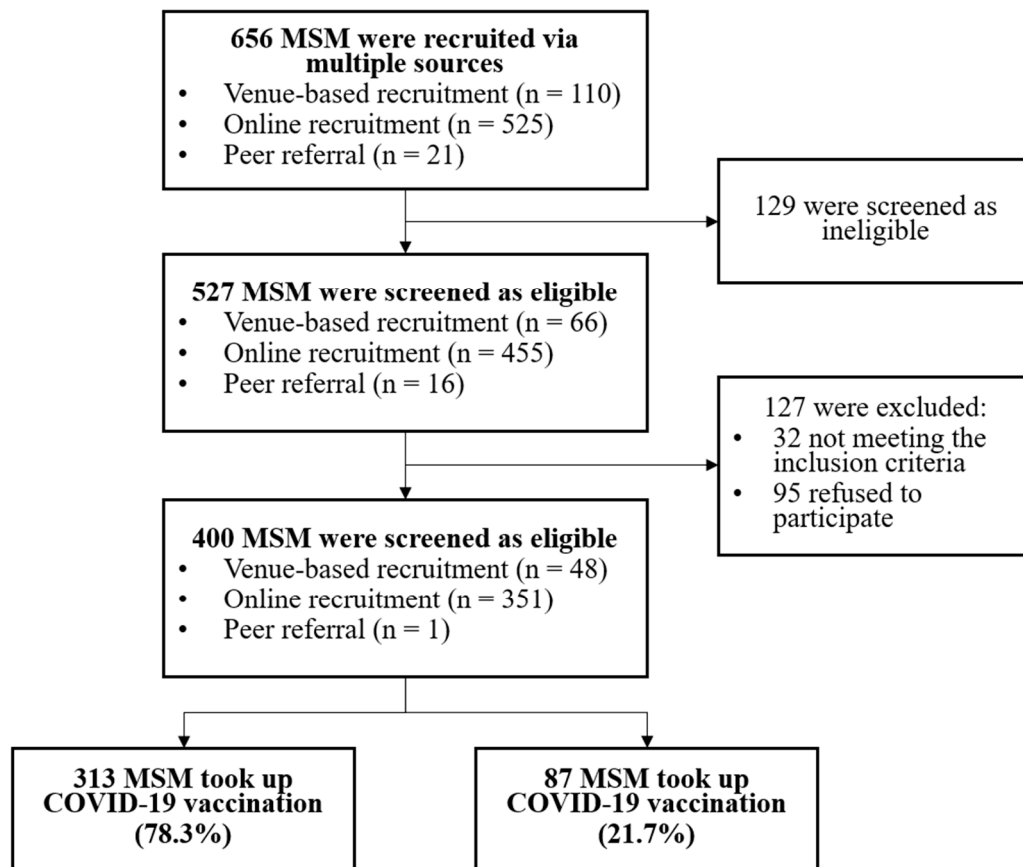 656 MSM were recruited via
multiple sources
• Venue-based recruitment (n = 110)
• Online recruitment (n = 525)
• Peer referral (n = 21)
129 were screened as
ineligible
527 MSM were screened as eligible
• Venue-based recruitment (n = 66)
• Online recruitment (n = 455)
• Peer referral (n = 16)
127 were excluded:
• 32 not meeting the
inclusion criteria
• 95 refused to
participate
400 MSM were screened as eligible
• Venue-based recruitment (n = 48)
• Online recruitment (n = 351)
• Peer referral (n = 1)
313 MSM took up
COVID-19 vaccination
(78.3%)
87 MSM took up
COVID-19 vaccination
(21.7%)